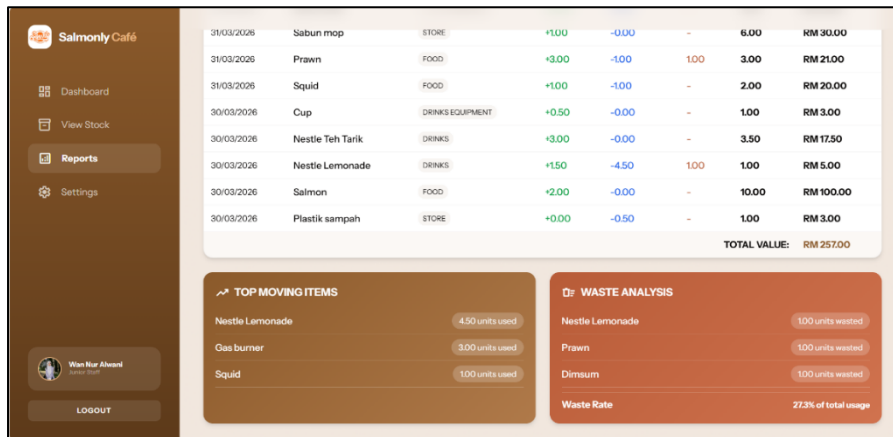 Salmonly Café
Dashboard
View Stock
Reports
Settings
Wan Nur Alwani
Junior Staff
LOGOUT
31/03/2026 Sabun mop STORE +1.00 -0.00 - 6.00 RM 30.00
31/03/2026 Prawn FOOD +3.00 -1.00 1.00 3.00 RM 21.00
31/03/2026 Squid FOOD +1.00 -1.00 - 2.00 RM 20.00
30/03/2026 Cup DRINKS EQUIPMENT +0.50 -0.00 - 1.00 RM 3.00
30/03/2026 Nestle Teh Tarik DRINKS +3.00 -0.00 - 3.50 RM 17.50
30/03/2026 Nestle Lemonade DRINKS +1.50 -4.50 1.00 1.00 RM 5.00
30/03/2026 Salmon FOOD +2.00 -0.00 - 10.00 RM 100.00
30/03/2026 Plastik sampah STORE +0.00 -0.50 - 1.00 RM 3.00
TOTAL VALUE: RM 257.00
TOP MOVING ITEMS
Nestle Lemonade 4.50 units used
Gas burner 3.00 units used
Squid 1.00 units used
WASTE ANALYSIS
Nestle Lemonade 1.00 units wasted
Prawn 1.00 units wasted
Dimsum 1.00 units wasted
Waste Rate 27.3% of total usage